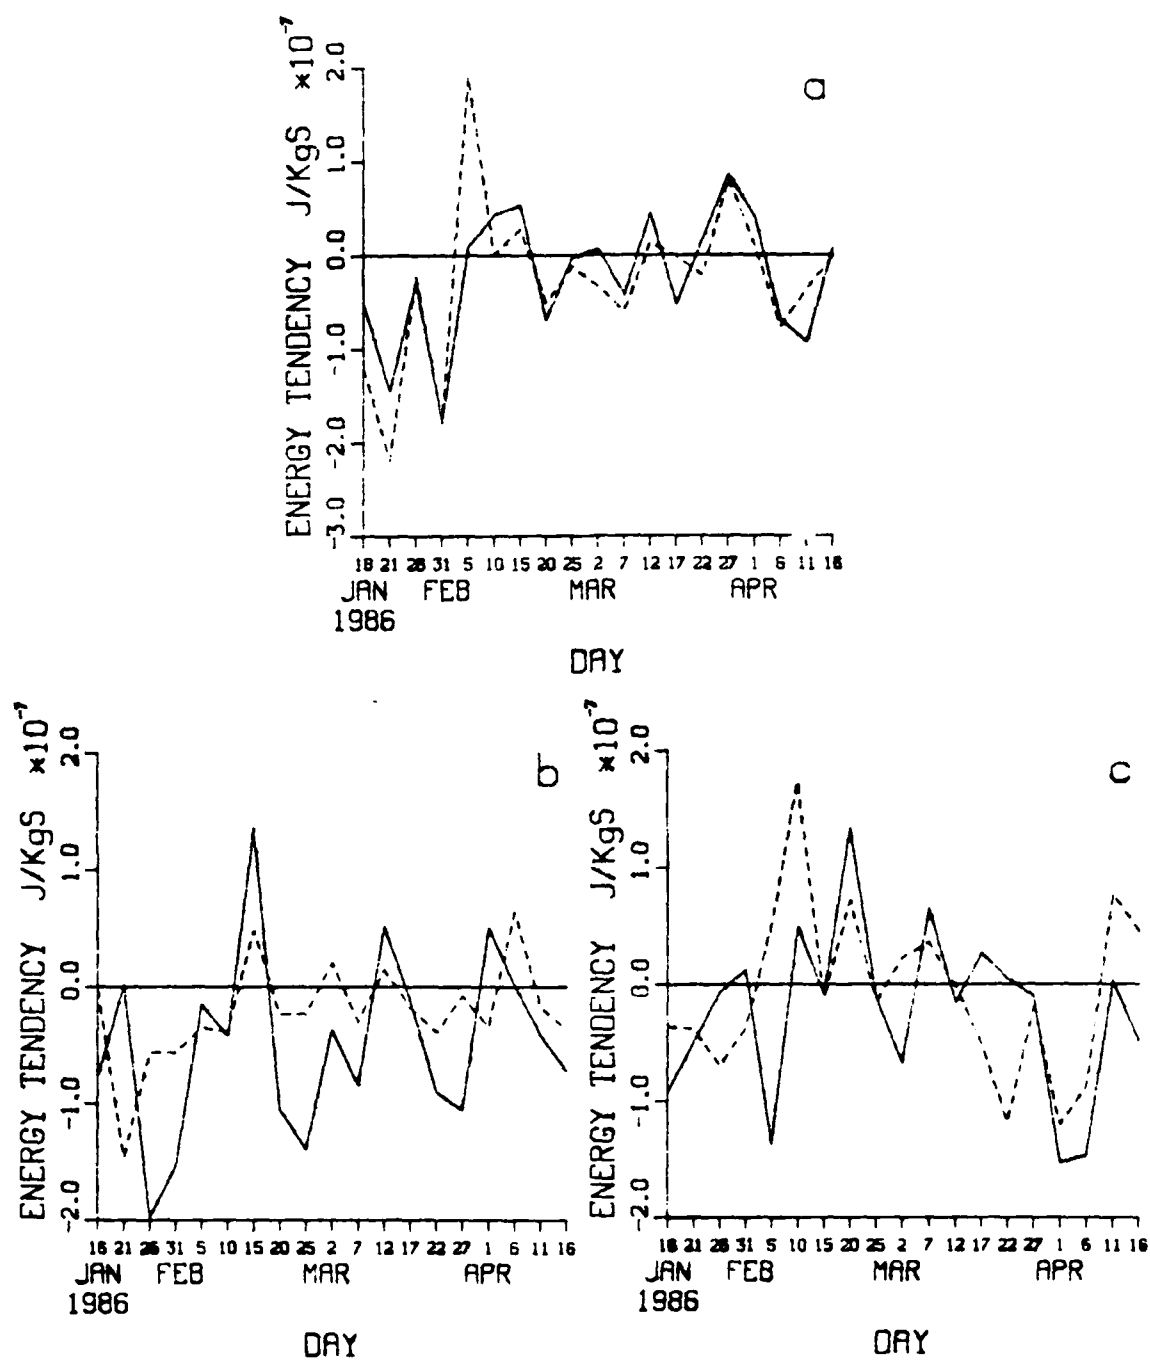 a
ENERGY TENDENCY J/KgS ×10⁻⁷
2.0
1.0
0.0
-1.0
-2.0
-3.0
16 21 26 31 5 10 15 20 25 2 7 12 17 22 27 1 6 11 16
JAN FEB MAR APR
1986
DAY
b
ENERGY TENDENCY J/KgS ×10⁻⁷
2.0
1.0
0.0
-1.0
-2.0
16 21 26 31 5 10 15 20 25 2 7 12 17 22 27 1 6 11 16
JAN FEB MAR APR
1986
DAY
c
ENERGY TENDENCY J/KgS ×10⁻⁷
2.0
1.0
0.0
-1.0
-2.0
16 21 26 31 5 10 15 20 25 2 7 12 17 22 27 1 6 11 16
JAN FEB MAR APR
1986
DAY